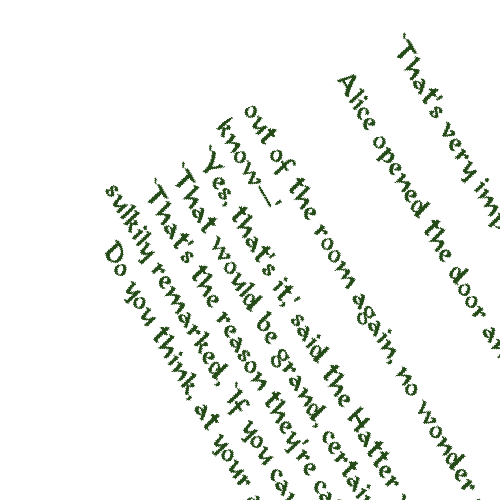 `That's very imp
Alice opened the door an
out of the room again, no wonder
know—'
`Yes, that's it,' said the Hatter
`That would be grand, certai
`That's the reason they're ca
sulkily remarked, `If you ca
Do you think, at your